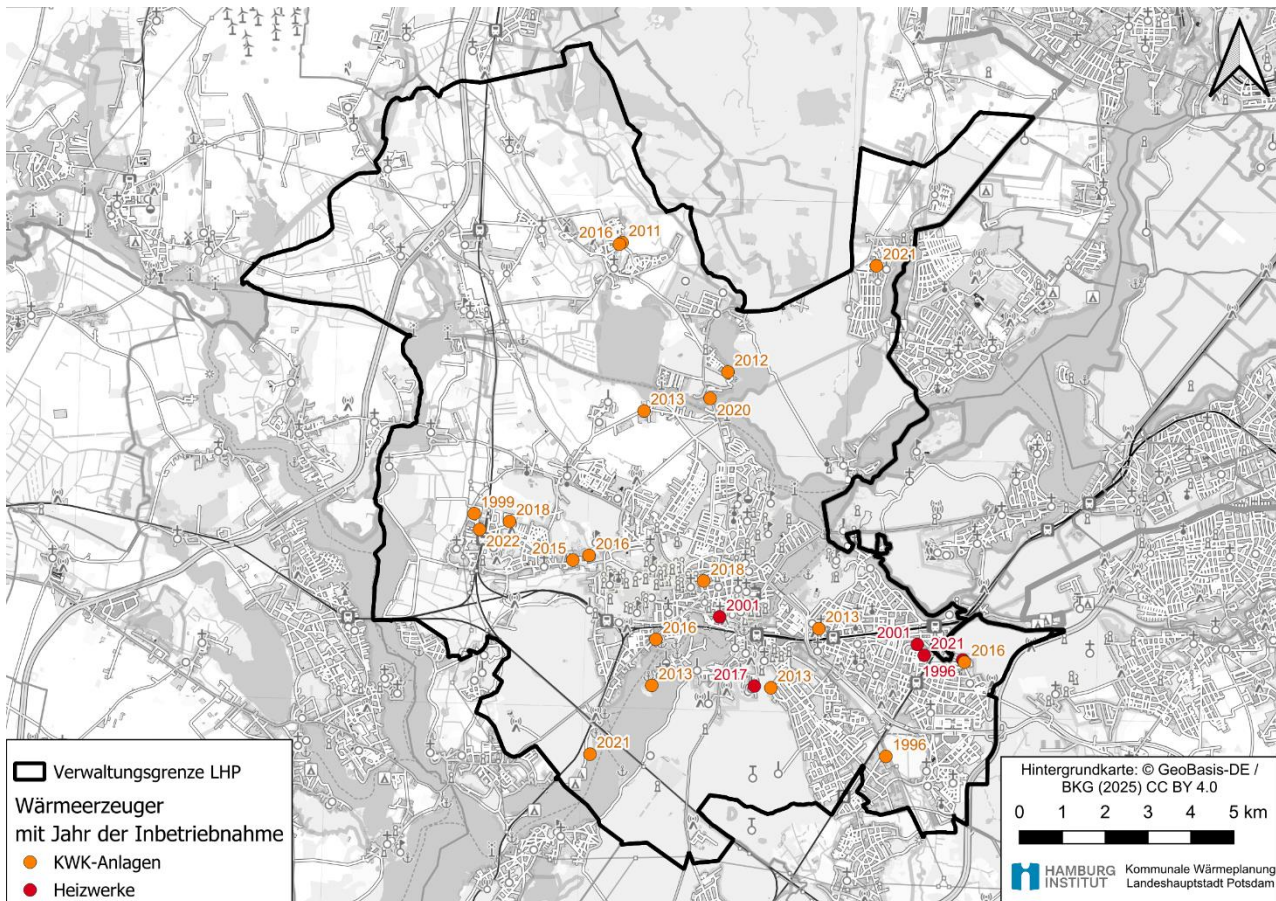 2016 2011
2021
2012
2020
2013
1999
2018
2022
2015
2016
2018
2001
2013
2016
2001
2021
2016
1996
2013
2017
2013
2021
1996
Verwaltungsgrenze LHP
Wärmeerzeuger
mit Jahr der Inbetriebnahme
KWK-Anlagen
Heizwerke
Hintergrundkarte: © GeoBasis-DE /
BKG (2025) CC BY 4.0
0 1 2 3 4 5 km
HAMBURG
INSTITUT
Kommunale Wärmeplanung
Landeshauptstadt Potsdam